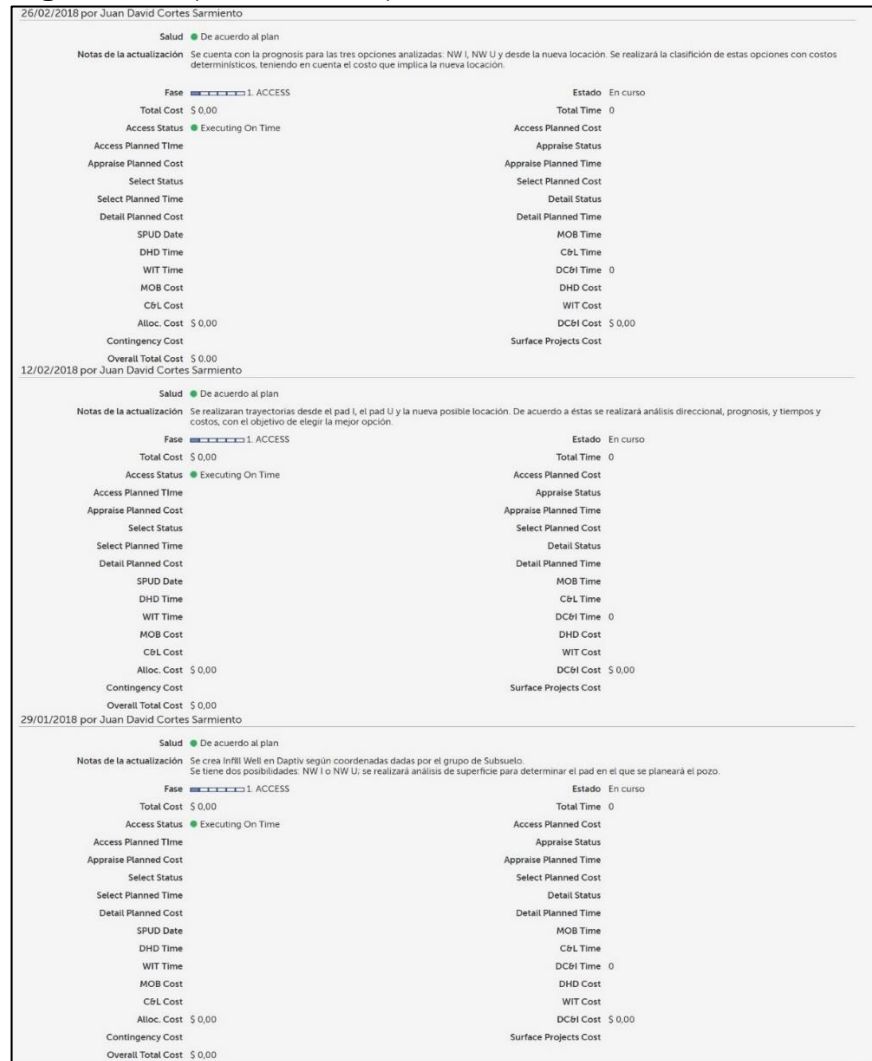 26/02/2018 por Juan David Cortes Sarmiento
Salud De acuerdo al plan
Notas de la actualización Se cuenta con la prognosis para las tres opciones analizadas: NW I, NW U y desde la nueva locación. Se realizará la clasifición de estas opciones con costos
determinísticos, teniendo en cuenta el costo que implica la nueva locación.
Fase 1. ACCESS Estado En curso
Total Cost $ 0,00 Total Time 0
Access Status Executing On Time Access Planned Cost
Access Planned TIme Appraise Status
Appraise Planned Cost Appraise Planned Time
Select Status Select Planned Cost
Select Planned Time Detail Status
Detail Planned Cost Detail Planned Time
SPUD Date MOB Time
DHD Time C&L Time
WIT Time DC&I Time 0
MOB Cost DHD Cost
C&L Cost WIT Cost
Alloc. Cost $ 0,00 DC&I Cost $ 0,00
Contingency Cost Surface Projects Cost
Overall Total Cost $ 0,00
12/02/2018 por Juan David Cortes Sarmiento
Salud De acuerdo al plan
Notas de la actualización Se realizaran trayectorias desde el pad I, el pad U y la nueva posible locación. De acuerdo a éstas se realizará análisis direccional, prognosis, y tiempos y
costos, con el objetivo de elegir la mejor opción.
Fase 1. ACCESS Estado En curso
Total Cost $ 0,00 Total Time 0
Access Status Executing On Time Access Planned Cost
Access Planned TIme Appraise Status
Appraise Planned Cost Appraise Planned Time
Select Status Select Planned Cost
Select Planned Time Detail Status
Detail Planned Cost Detail Planned Time
SPUD Date MOB Time
DHD Time C&L Time
WIT Time DC&I Time 0
MOB Cost DHD Cost
C&L Cost WIT Cost
Alloc. Cost $ 0,00 DC&I Cost $ 0,00
Contingency Cost Surface Projects Cost
Overall Total Cost $ 0,00
29/01/2018 por Juan David Cortes Sarmiento
Salud De acuerdo al plan
Notas de la actualización Se crea Infill Well en Daptiv según coordenadas dadas por el grupo de Subsuelo.
Se tiene dos posibilidades: NW I o NW U; se realizará análisis de superficie para determinar el pad en el que se planeará el pozo.
Fase 1. ACCESS Estado En curso
Total Cost $ 0,00 Total Time 0
Access Status Executing On Time Access Planned Cost
Access Planned TIme Appraise Status
Appraise Planned Cost Appraise Planned Time
Select Status Select Planned Cost
Select Planned Time Detail Status
Detail Planned Cost Detail Planned Time
SPUD Date MOB Time
DHD Time C&L Time
WIT Time DC&I Time 0
MOB Cost DHD Cost
C&L Cost WIT Cost
Alloc. Cost $ 0,00 DC&I Cost $ 0,00
Contingency Cost Surface Projects Cost
Overall Total Cost $ 0,00